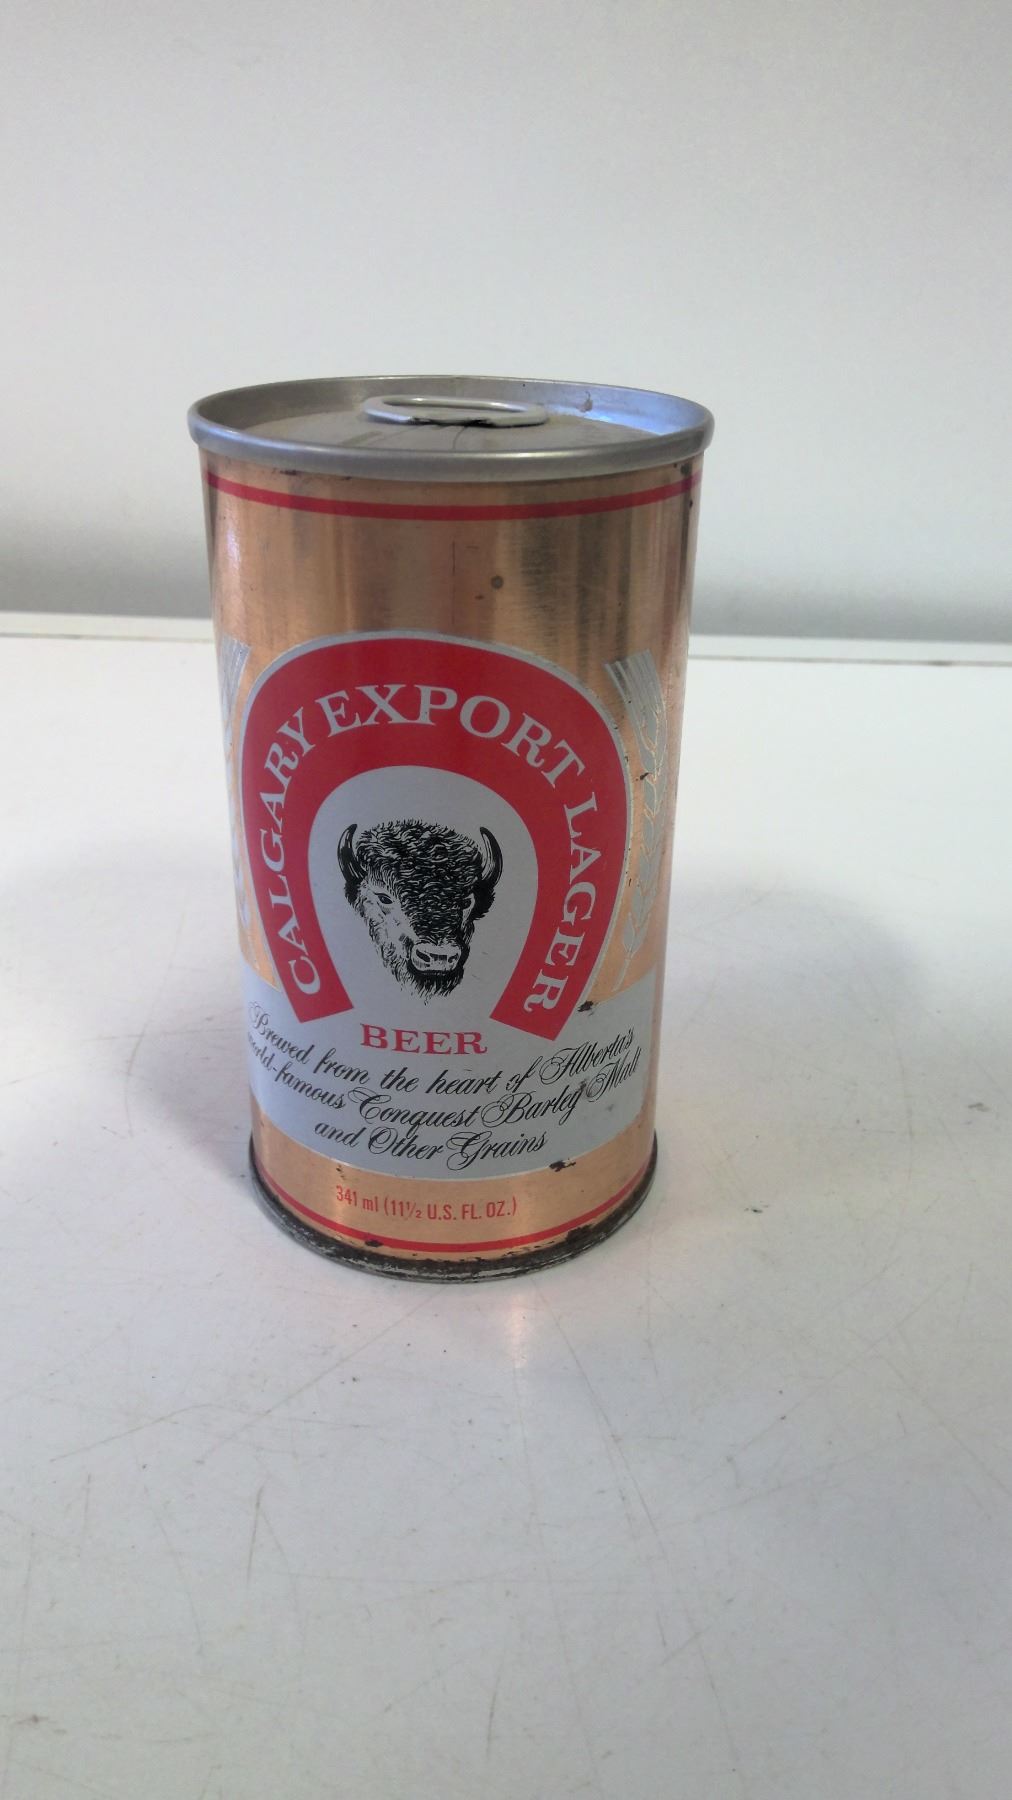 CALGARY EXPORT LAGER
BEER
Brewed from the heart of Alberta's
world-famous Conquest Barley Malt
and Other Grains
341 ml (11½ U.S. FL. OZ.)